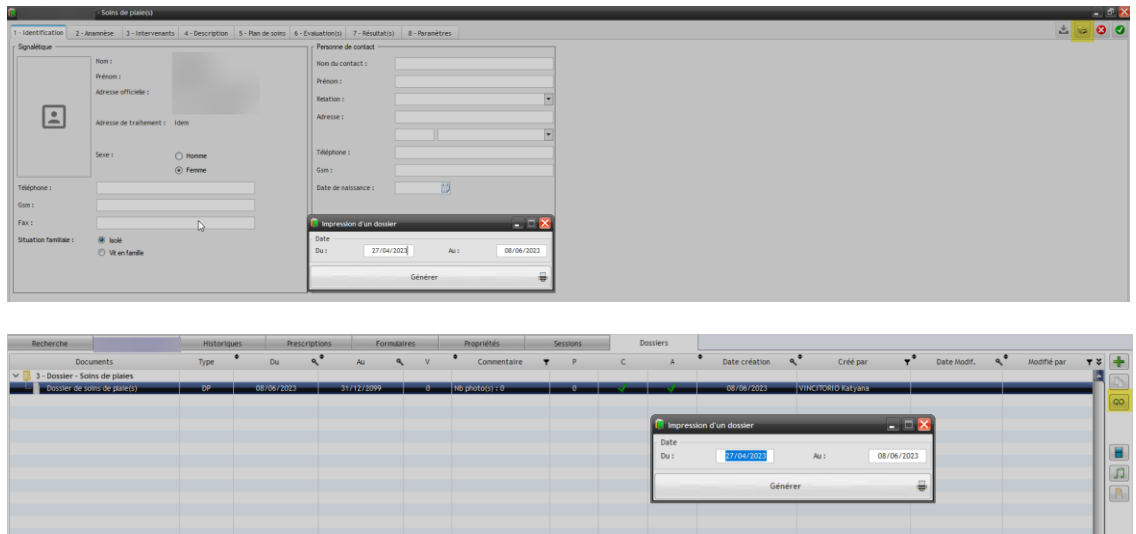 - Soins de plaie(s)
1 - Identification 2 - Anamnèse 3 - Intervenants 4 - Description 5 - Plan de soins 6 - Evaluation(s) 7 - Résultat(s) 8 - Paramètres
Signalétique
Nom :
Prénom :
Adresse officielle :
Adresse de traitement : Idem
Sexe : Homme
Femme
Téléphone :
Gsm :
Fax :
Situation familiale : Isolé
Vit en famille
Personne de contact
Nom du contact :
Prénom :
Relation :
Adresse :
Téléphone :
Gsm :
Date de naissance :
Impression d'un dossier
Date
Du : 27/04/2023 Au : 08/06/2023
Générer
Recherche Historiques Prescriptions Formulaires Propriétés Sessions Dossiers
Documents Type Du Au V Commentaire P C A Date création Créé par Date Modif. Modifié par
3 - Dossier - Soins de plaies
Dossier de soins de plaie(s) DP 08/06/2023 31/12/2099 0 Nb photo(s) : 0 0 08/06/2023 VINCITORIO Katyana
Impression d'un dossier
Date
Du : 27/04/2023 Au : 08/06/2023
Générer